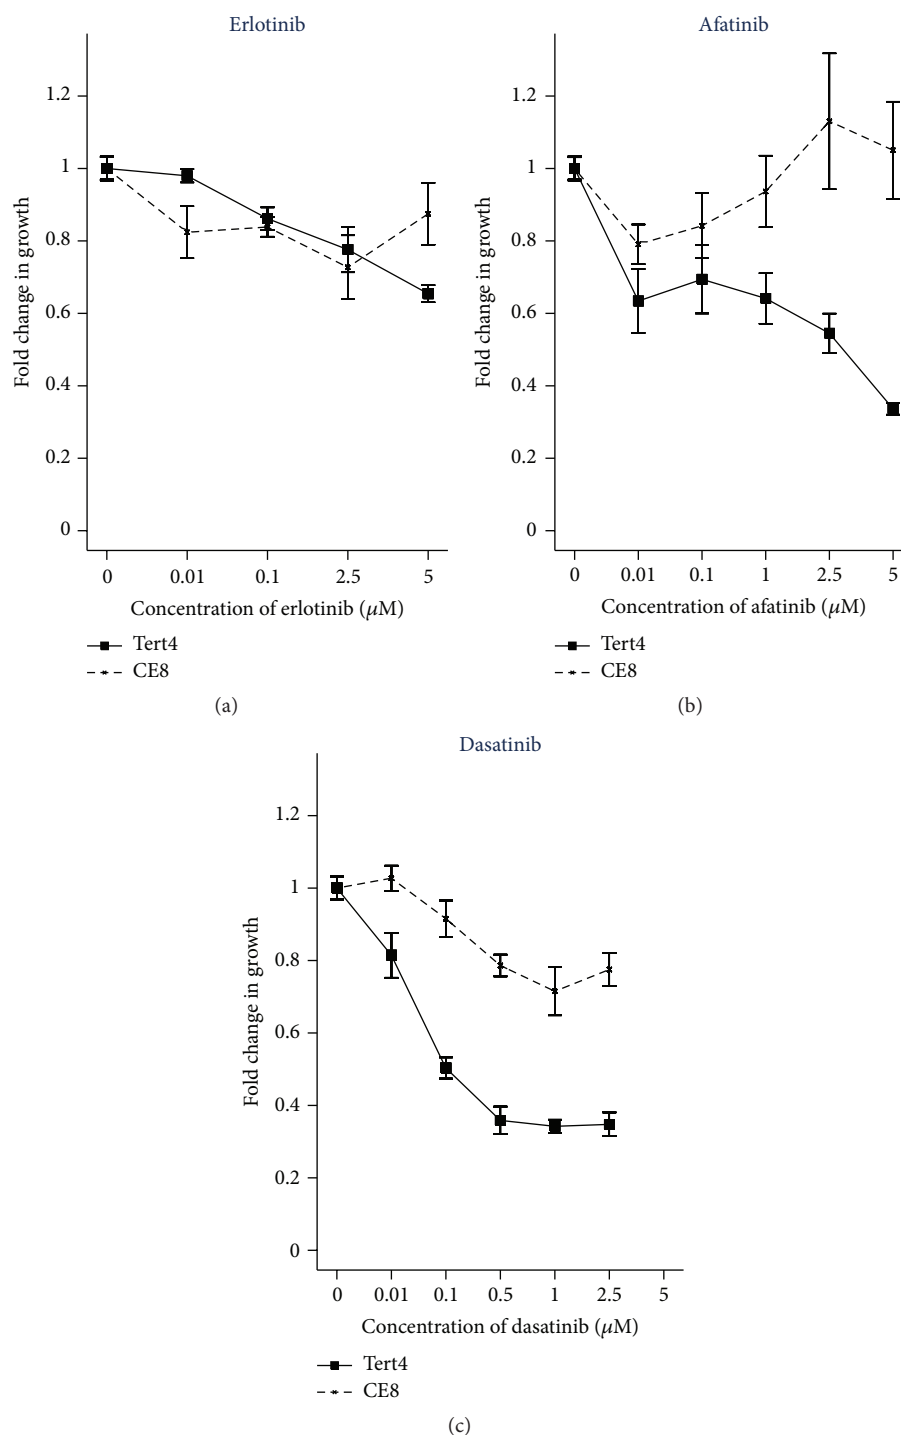 Erlotinib
1.2
1
0.8
0.6
0.4
0.2
0
Fold change in growth
0 0.01 0.1 2.5 5
Concentration of erlotinib (μM)
Tert4
CE8
(a)
Afatinib
1.2
1
0.8
0.6
0.4
0.2
0
Fold change in growth
0 0.01 0.1 1 2.5 5
Concentration of afatinib (μM)
Tert4
CE8
(b)
Dasatinib
1.2
1
0.8
0.6
0.4
0.2
0
Fold change in growth
0 0.01 0.1 0.5 1 2.5 5
Concentration of dasatinib (μM)
Tert4
CE8
(c)